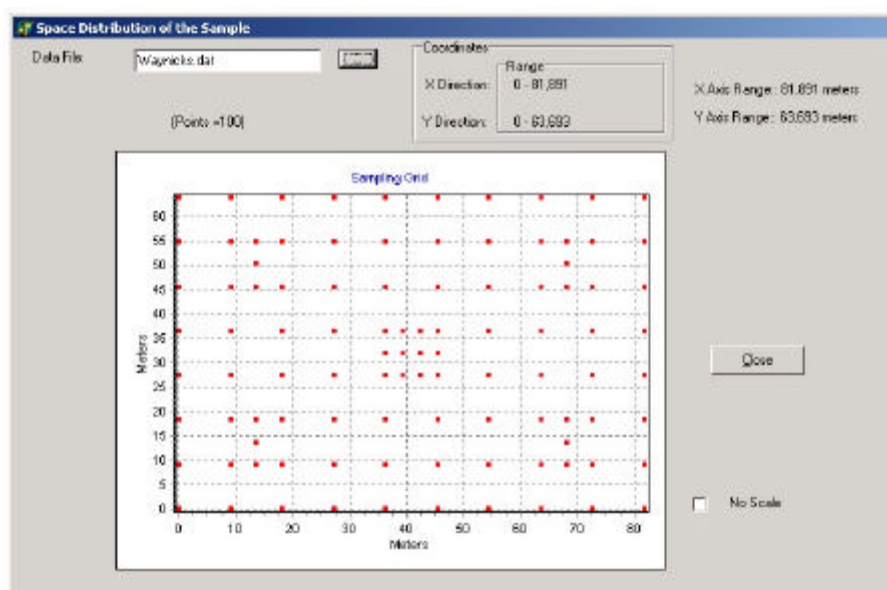 Space Distribution of the Sample
Data File:
Waynicks.dat
...
Coordinates
Range
X Direction: 0 - 81,891
Y Direction: 0 - 63,693
X Axis Range: 81.891 meters
Y Axis Range: 63.693 meters
(Points =100)
Sampling Grid
60
55
50
45
40
35
30
25
20
15
10
5
0
Meters
0 10 20 30 40 50 60 70 80
Meters
Close
No Scale